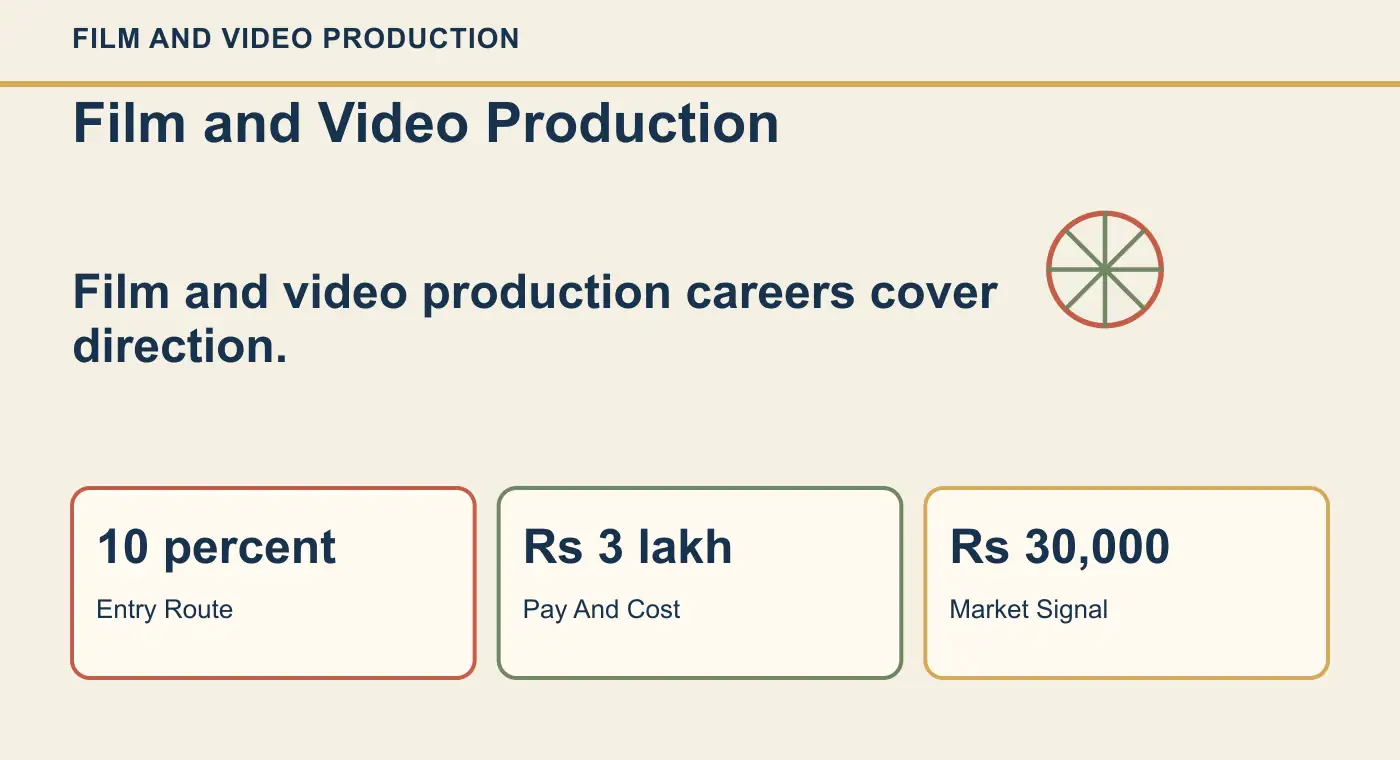 FILM AND VIDEO PRODUCTION
Film and Video Production
Film and video production careers cover
direction.
10 percent
Entry Route
Rs 3 lakh
Pay And Cost
Rs 30,000
Market Signal